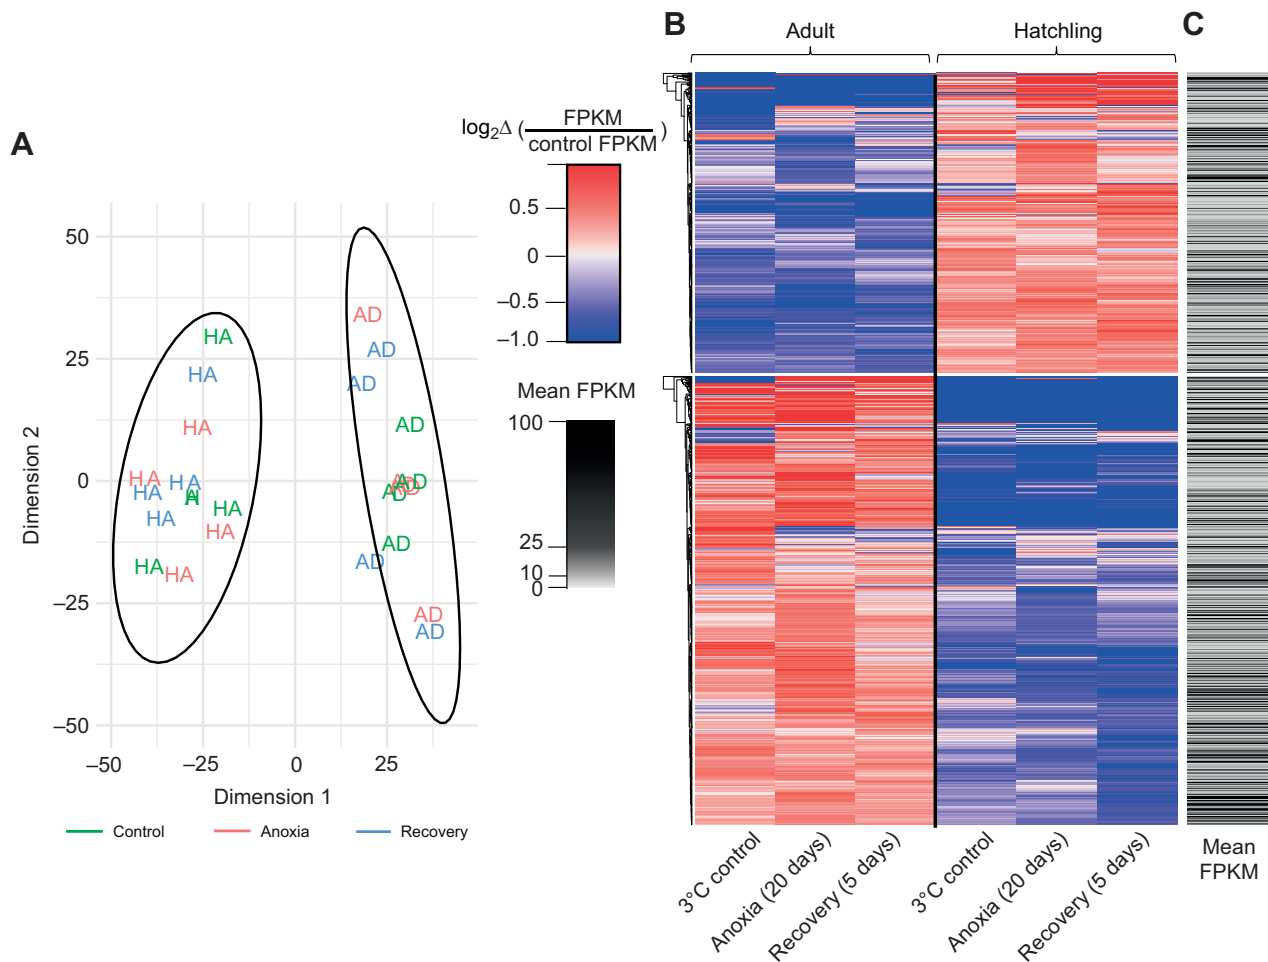 A
50
25
0
−25
−50
Dimension 2
HA
HA
HA
HA
HA
HA
HA
HA
HA
HA
HA
AD
AD
AD
AD
AD
AD
AD
AD
AD
−50
−25
0
25
Dimension 1
Control
Anoxia
Recovery
log2Δ (FPKM
control FPKM)
0.5
0
−0.5
−1.0
Mean FPKM
100
25
10
0
B
Adult
Hatchling
3°C control
Anoxia (20 days)
Recovery (5 days)
3°C control
Anoxia (20 days)
Recovery (5 days)
C
Mean
FPKM